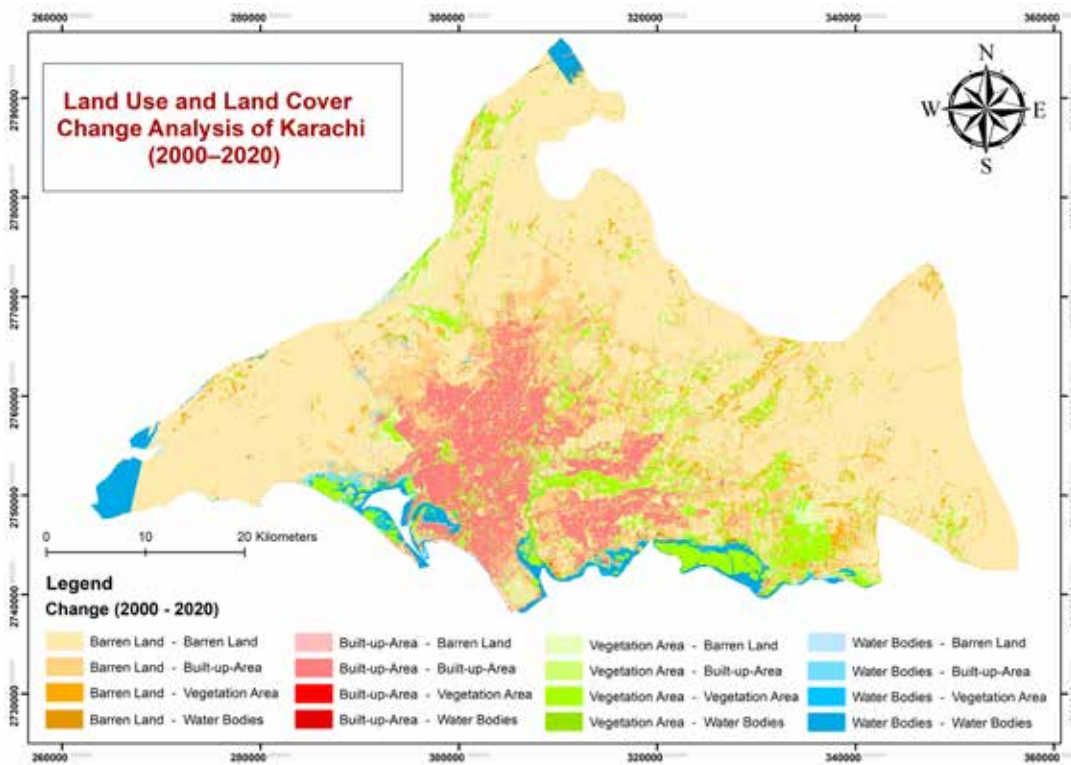 260000 280000 300000 320000 340000 360000
Land Use and Land Cover
Change Analysis of Karachi
(2000–2020)
N
W E
S
2790000
2780000
2770000
2760000
2750000
2740000
2730000
0 10 20 Kilometers
Legend
Change (2000 - 2020)
Barren Land - Barren Land
Barren Land - Built-up-Area
Barren Land - Vegetation Area
Barren Land - Water Bodies
Built-up-Area - Barren Land
Built-up-Area - Built-up-Area
Built-up-Area - Vegetation Area
Built-up-Area - Water Bodies
Vegetation Area - Barren Land
Vegetation Area - Built-up-Area
Vegetation Area - Vegetation Area
Vegetation Area - Water Bodies
Water Bodies - Barren Land
Water Bodies - Built-up-Area
Water Bodies - Vegetation Area
Water Bodies - Water Bodies
260000 280000 300000 320000 340000 360000